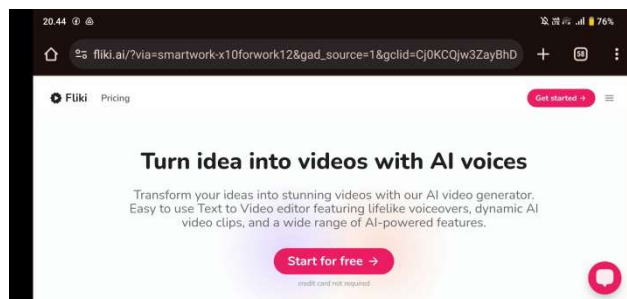 20.44
76%
fliki.ai/?via=smartwork-x10forwork12&gad_source=1&gclid=Cj0KCQjw3ZayBhD
58
Fliki Pricing Get started →
Turn idea into videos with AI voices
Transform your ideas into stunning videos with our AI video generator.
Easy to use Text to Video editor featuring lifelike voiceovers, dynamic AI
video clips, and a wide range of AI-powered features.
Start for free →
credit card not required